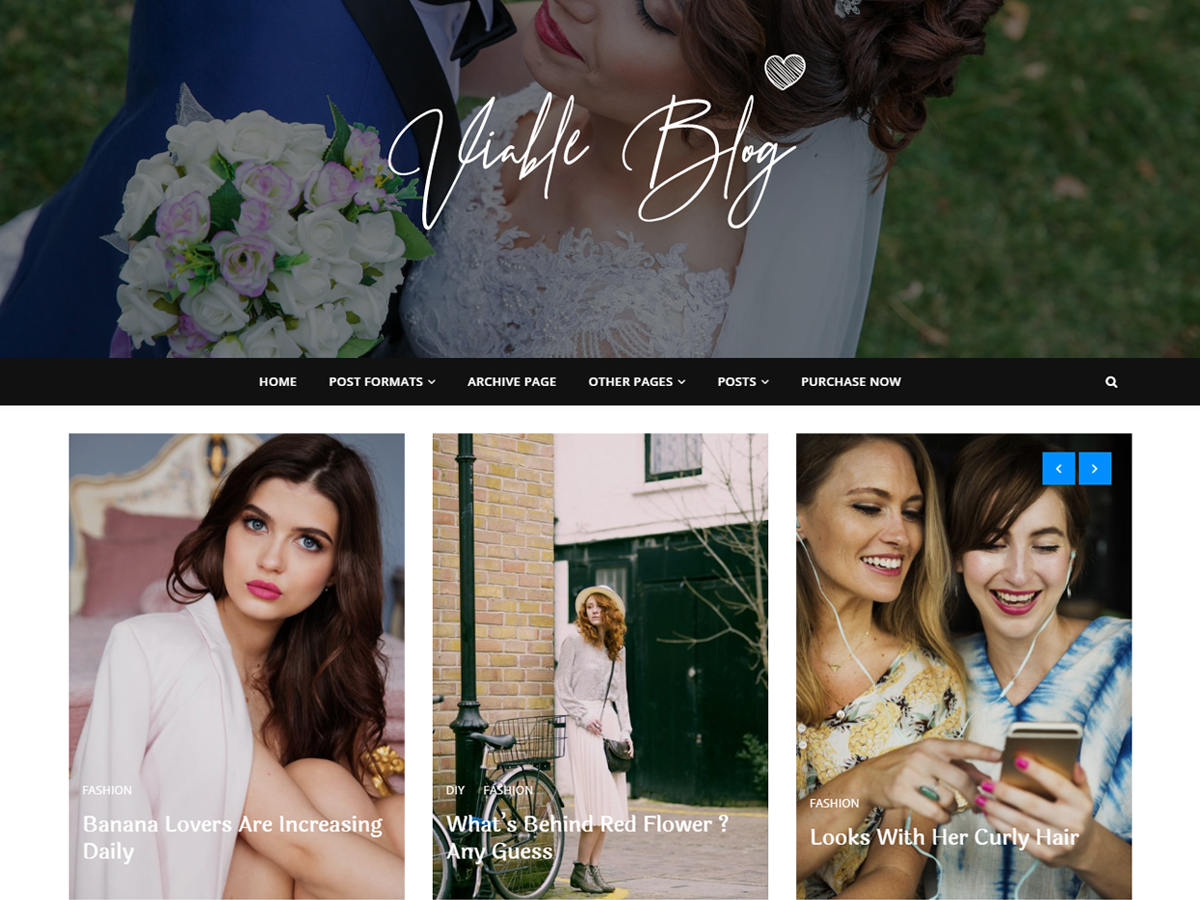 Viable Blog
HOME POST FORMATS ARCHIVE PAGE OTHER PAGES POSTS PURCHASE NOW
FASHION
Banana Lovers Are Increasing
Daily
DIY FASHION
What's Behind Red Flower ?
Any Guess
FASHION
Looks With Her Curly Hair